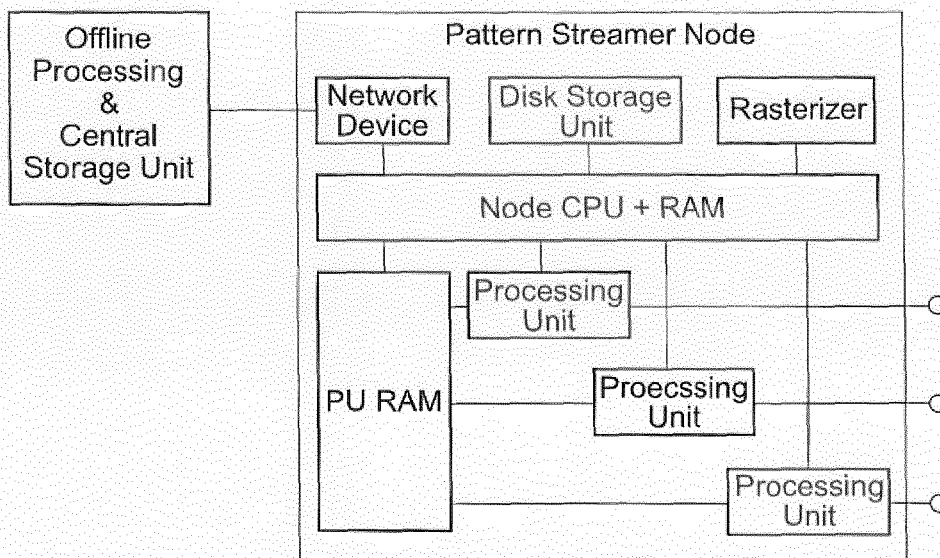 Offline
Processing
&
Central
Storage Unit
Pattern Streamer Node
Network
Device
Disk Storage
Unit
Rasterizer
Node CPU + RAM
Processing
Unit
PU RAM
Proecssing
Unit
Processing
Unit